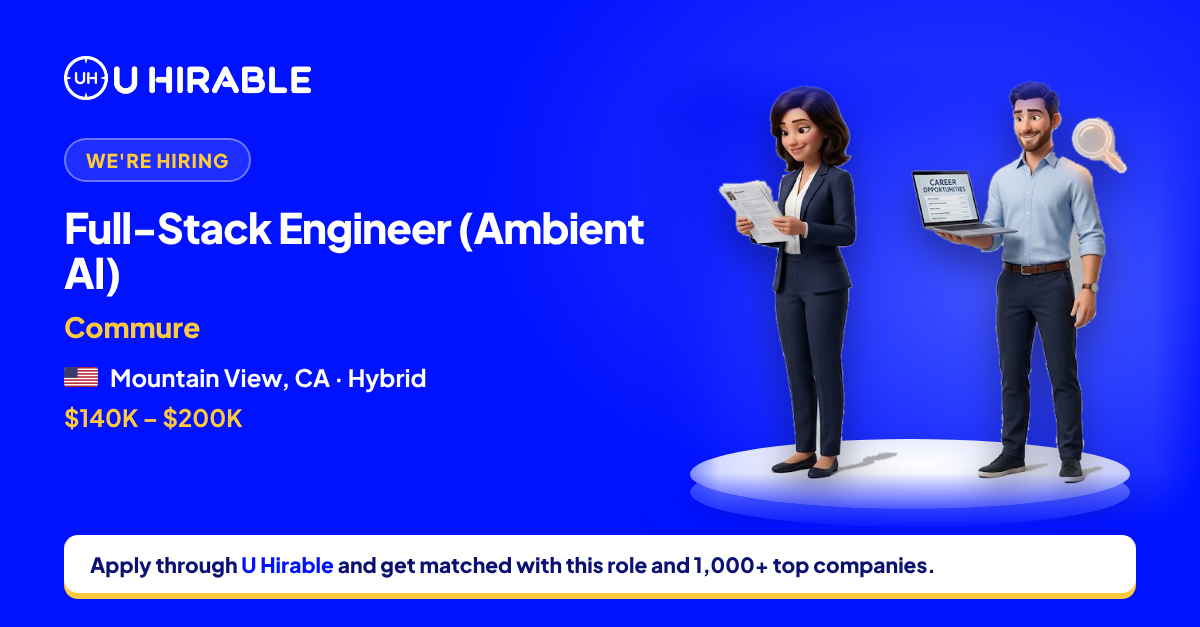 UH U HIRABLE
WE'RE HIRING
Full-Stack Engineer (Ambient
AI)
Commure
Mountain View, CA · Hybrid
$140K – $200K
CAREER
OPPORTUNITIES
Apply through U Hirable and get matched with this role and 1,000+ top companies.